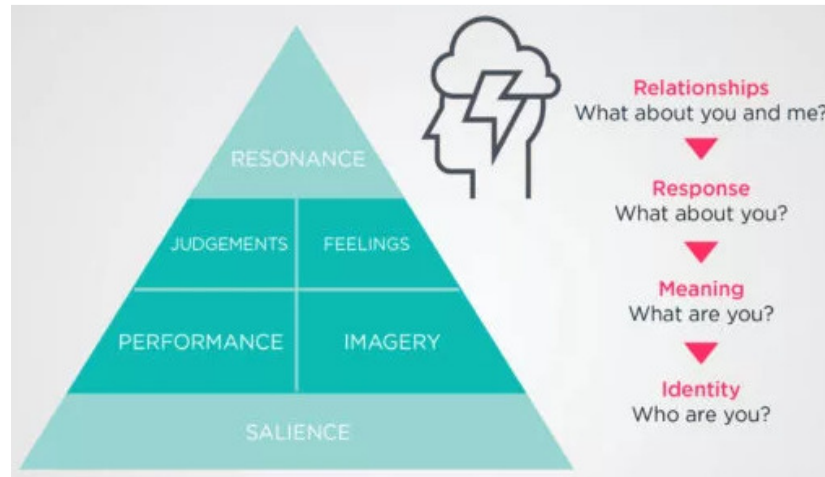 RESONANCE
JUDGEMENTS
FEELINGS
PERFORMANCE
IMAGERY
SALIENCE
Relationships
What about you and me?
Response
What about you?
Meaning
What are you?
Identity
Who are you?